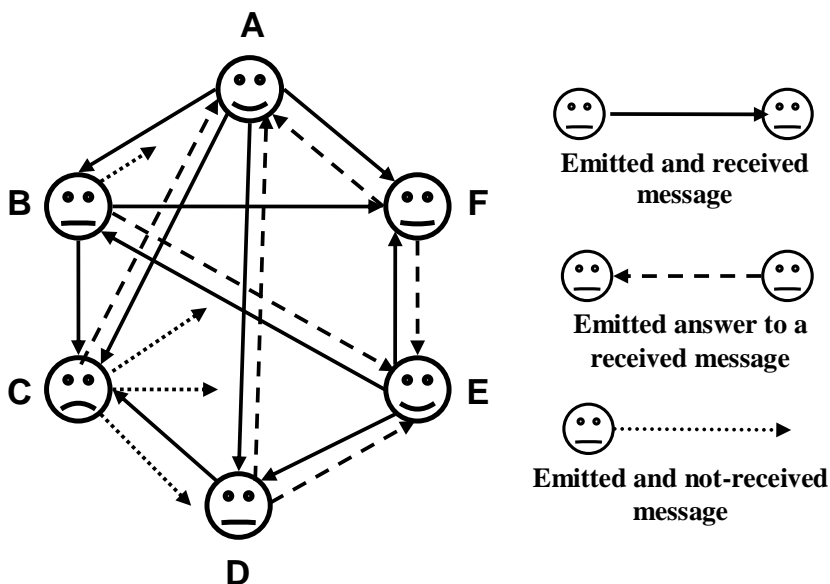 A
B
F
C
E
D
Emitted and received
message
Emitted answer to a
received message
Emitted and not-received
message